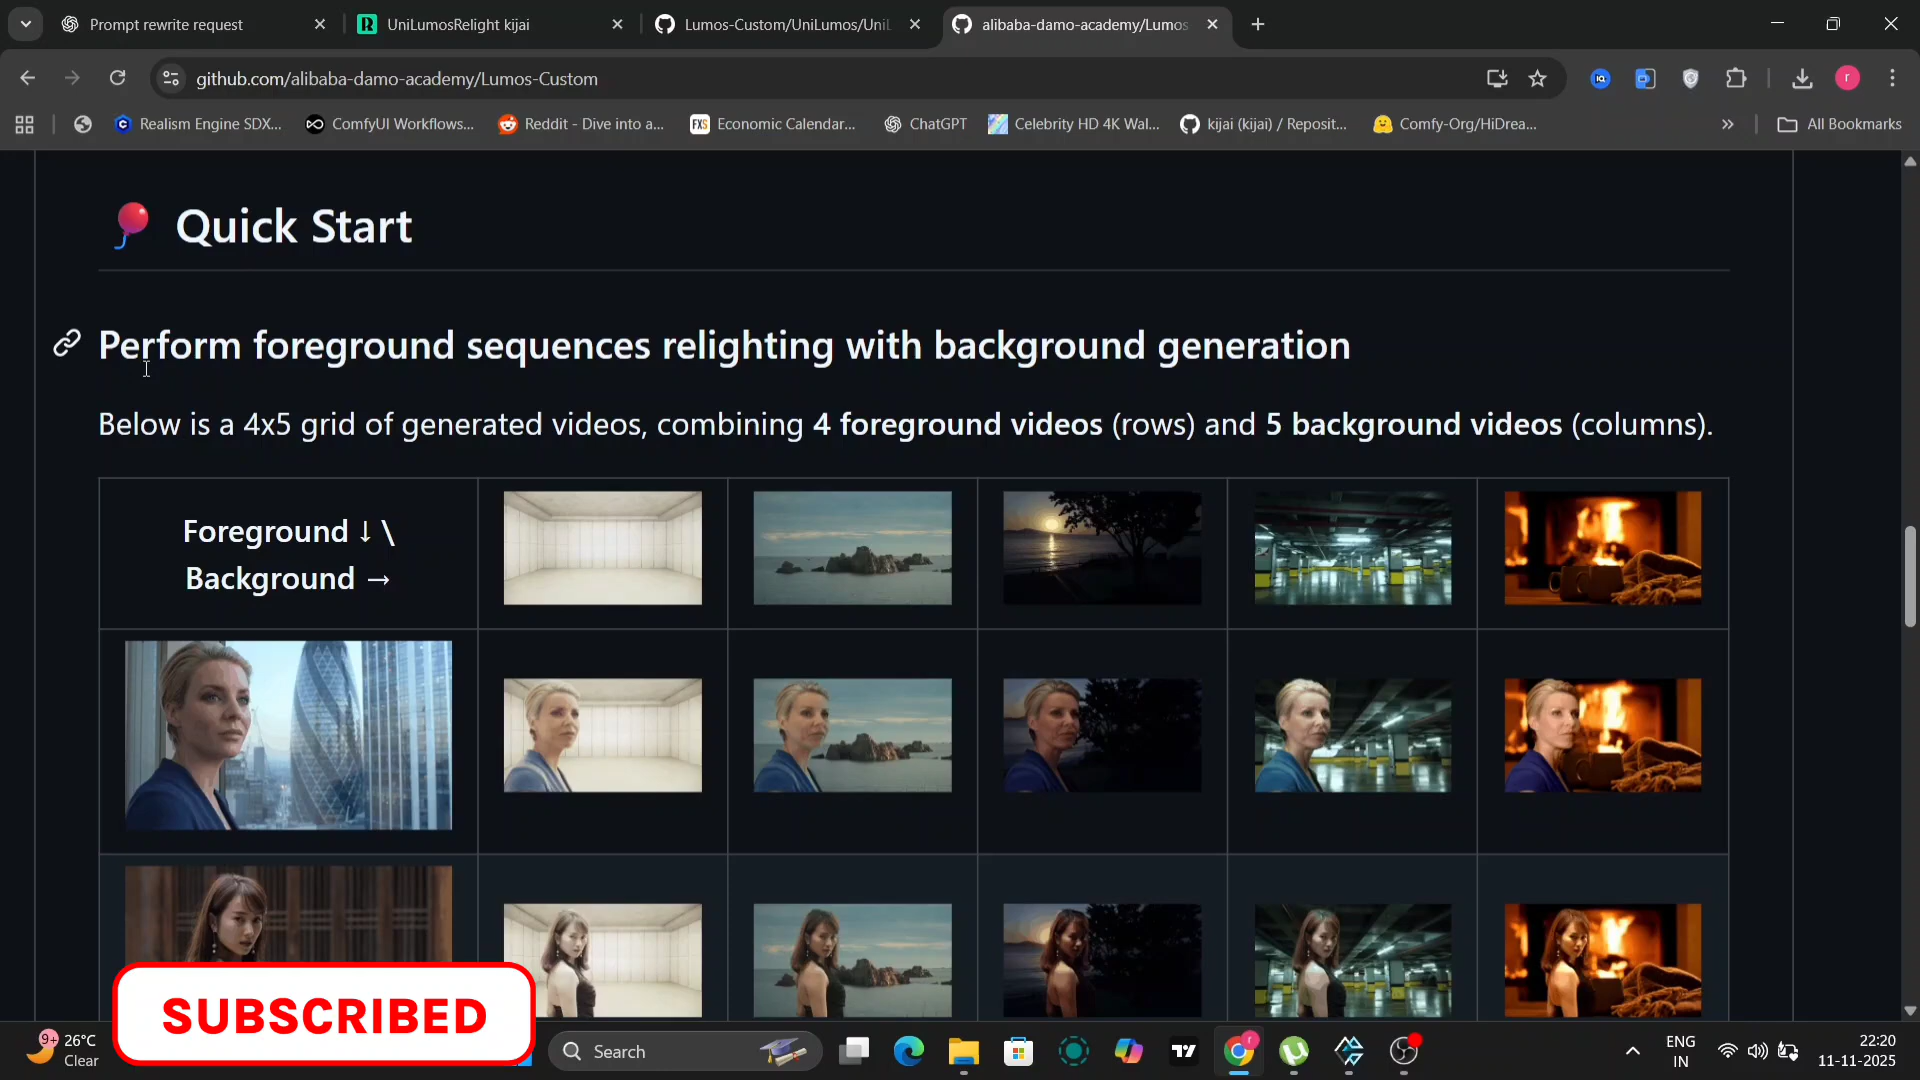 Prompt rewrite request
UniLumosRelight kijai
Lumos-Custom/UniLumos/UniL
alibaba-damo-academy/Lumos
github.com/alibaba-damo-academy/Lumos-Custom
Realism Engine SDX...
ComfyUI Workflows...
Reddit - Dive into a...
FXS
Economic Calendar...
ChatGPT
Celebrity HD 4K Wal...
kijai (kijai) / Reposit...
Comfy-Org/HiDrea...
All Bookmarks
Quick Start
Perform foreground sequences relighting with background generation
Below is a 4x5 grid of generated videos, combining 4 foreground videos (rows) and 5 background videos (columns).
Foreground ↓ \
Background →
SUBSCRIBED
9+
26°C
Clear
Search
ENG
IN
22:20
11-11-2025